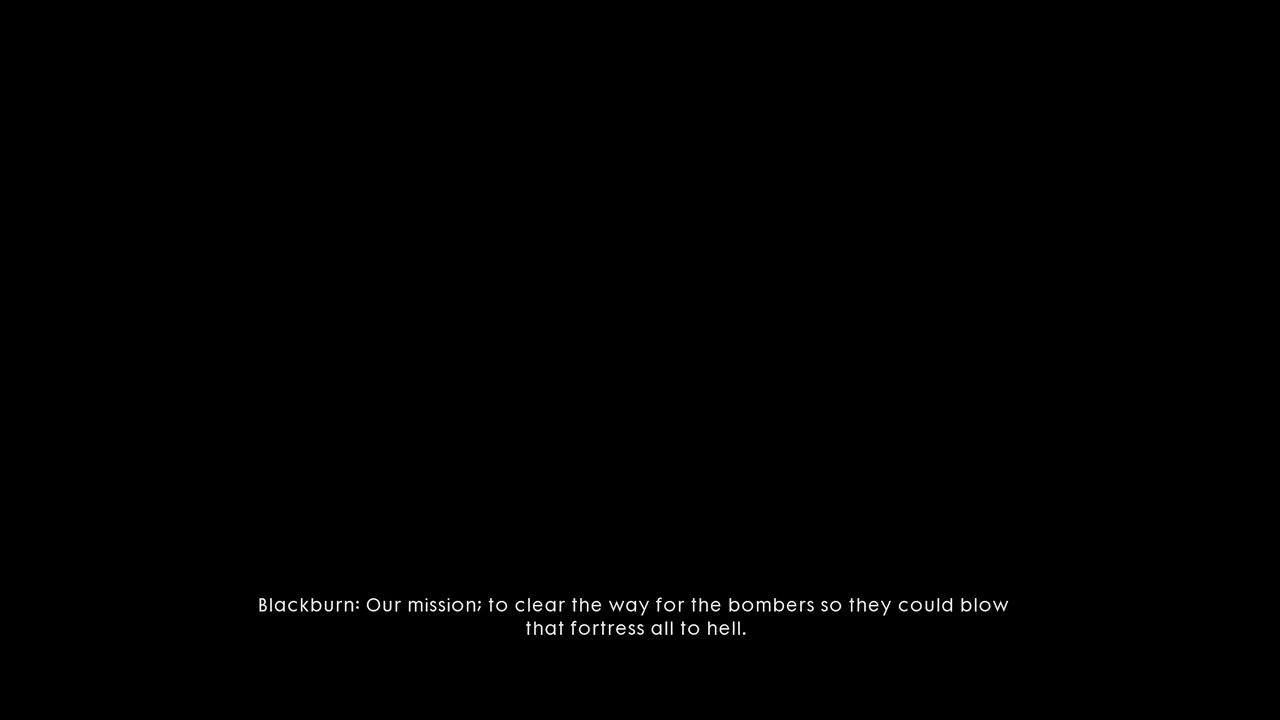 Blackburn: Our mission; to clear the way for the bombers so they could blow
that fortress all to hell.